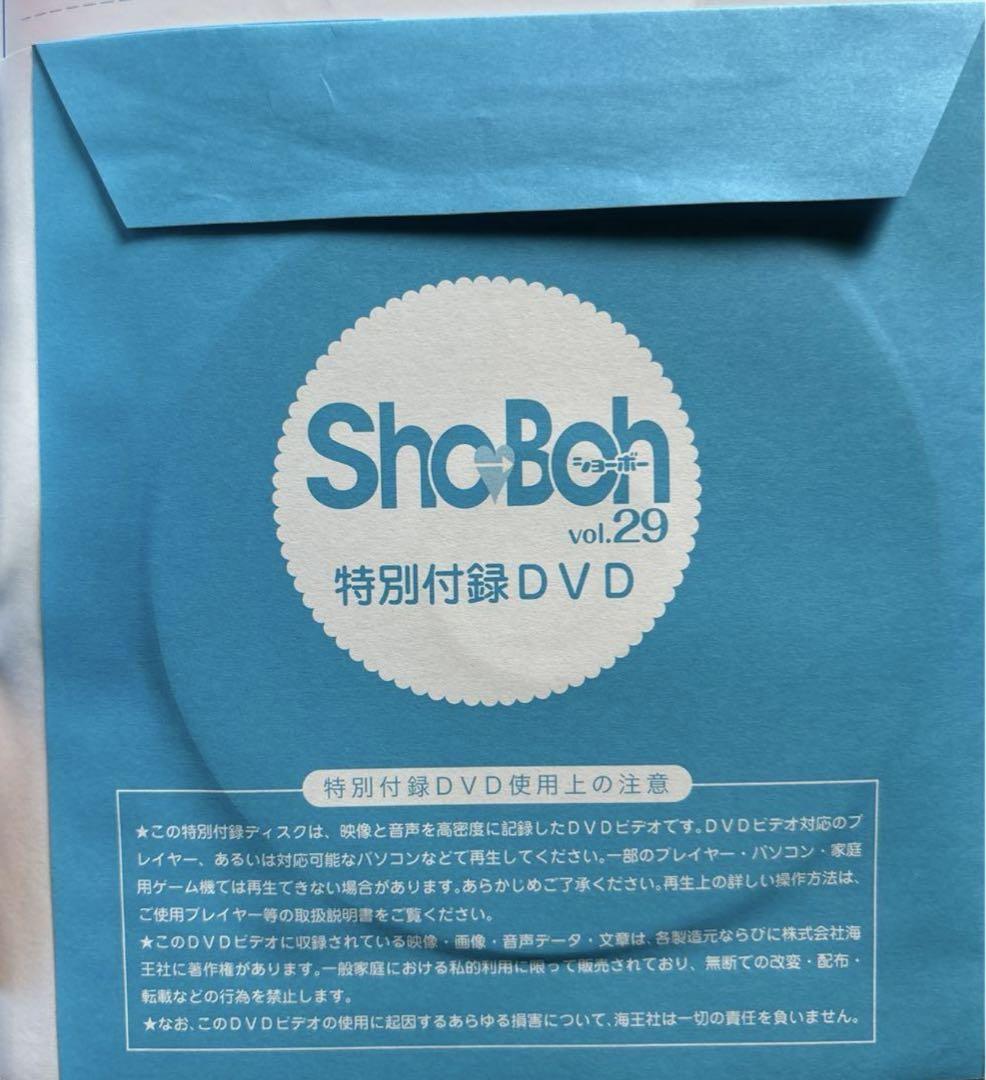 Sho Boh
ショーボー
vol.29
特別付録DVD
特別付録DVD使用上の注意
★この特別付録ディスクは、映像と音声を高密度に記録したDVDビデオです。DVDビデオ対応のプ
レイヤー、あるいは対応可能なパソコンなどで再生してください。一部のプレイヤー・パソコン・家庭
用ゲーム機では再生できない場合があります。あらかじめご了承ください。再生上の詳しい操作方法は、
ご使用プレイヤー等の取扱説明書をご覧ください。
★このDVDビデオに収録されている映像・画像・音声データ・文章は、各製造元ならびに株式会社海
王社に著作権があります。一般家庭における私的利用に限って販売されており、無断での改変・配布・
転載などの行為を禁止します。
★なお、このDVDビデオの使用に起因するあらゆる損害について、海王社は一切の責任を負いません。